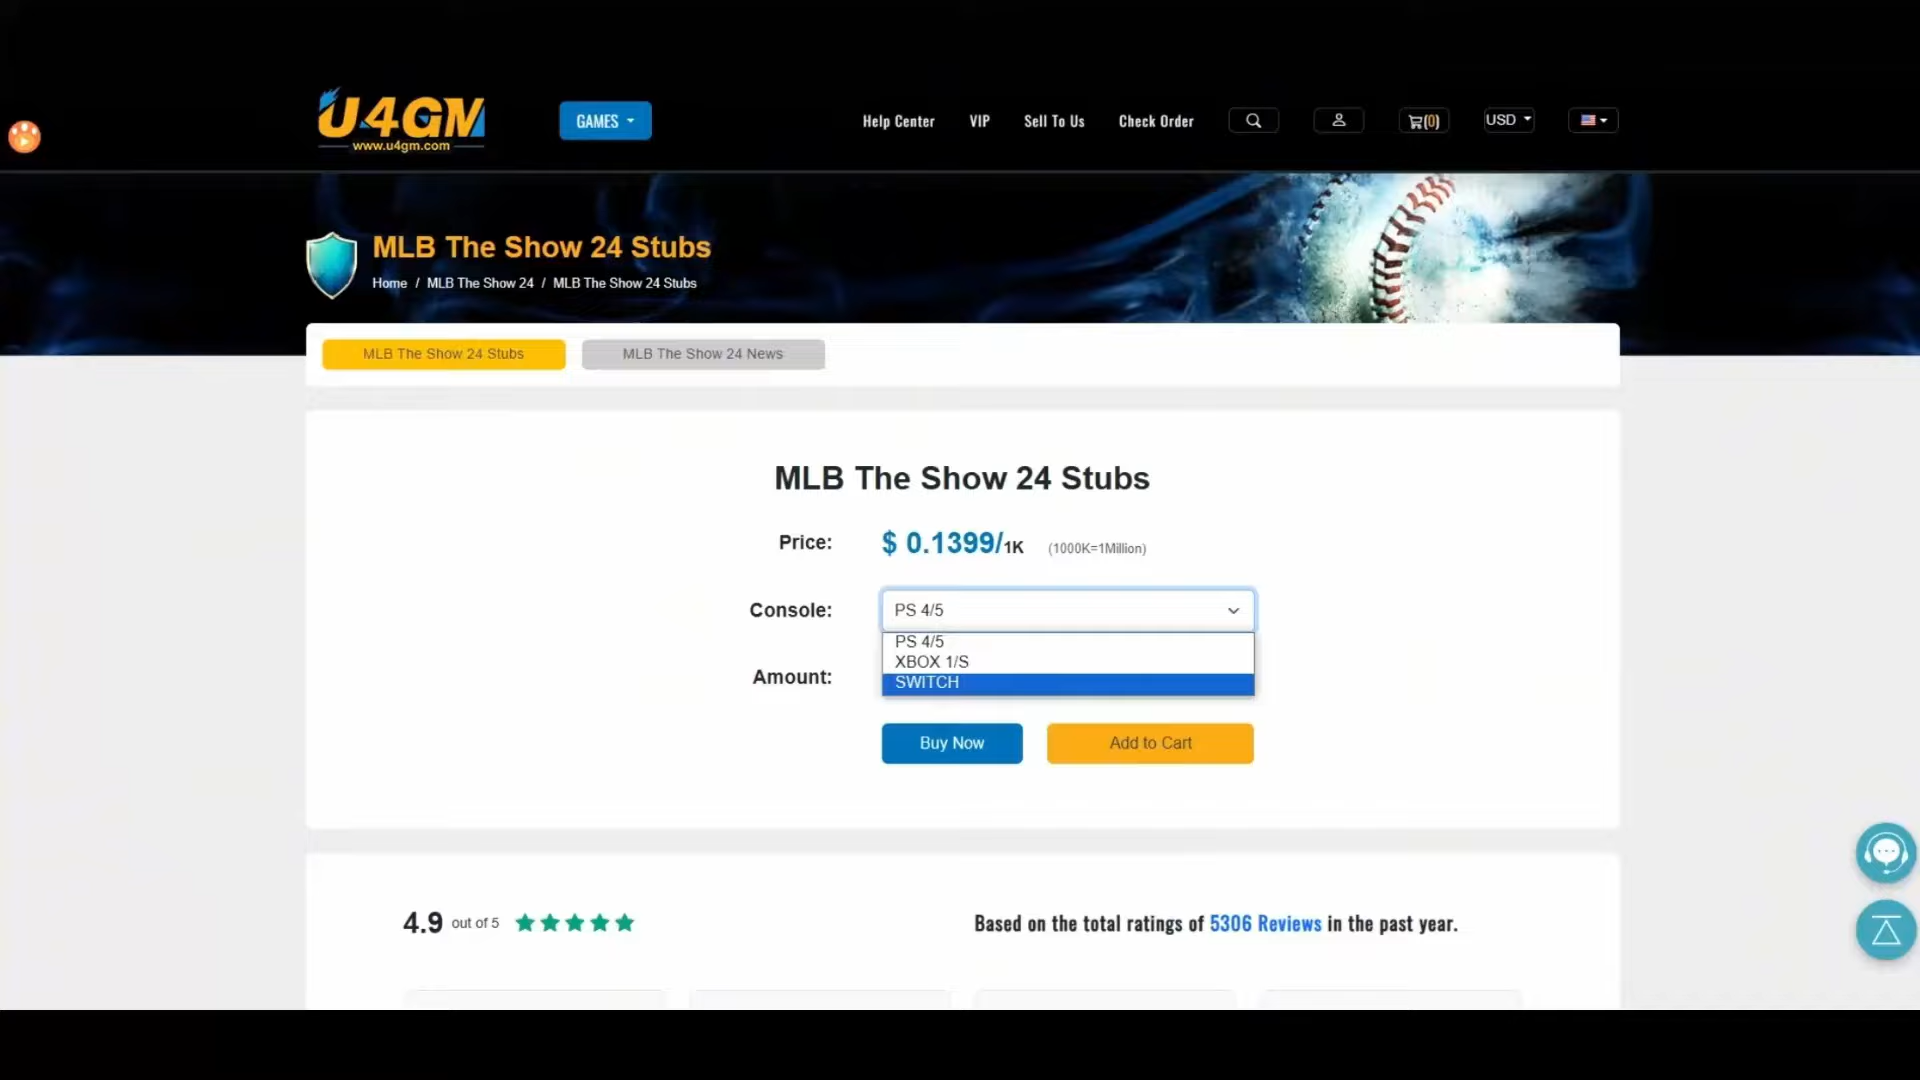 U4GM
www.u4gm.com
GAMES
Help Center
VIP
Sell To Us
Check Order
(0)
USD
MLB The Show 24 Stubs
Home / MLB The Show 24 / MLB The Show 24 Stubs
MLB The Show 24 Stubs
MLB The Show 24 News
MLB The Show 24 Stubs
Price: $ 0.1399/1K (1000K=1Million)
Console: PS 4/5
PS 4/5
XBOX 1/S
SWITCH
Amount:
Buy Now
Add to Cart
4.9 out of 5
Based on the total ratings of 5306 Reviews in the past year.